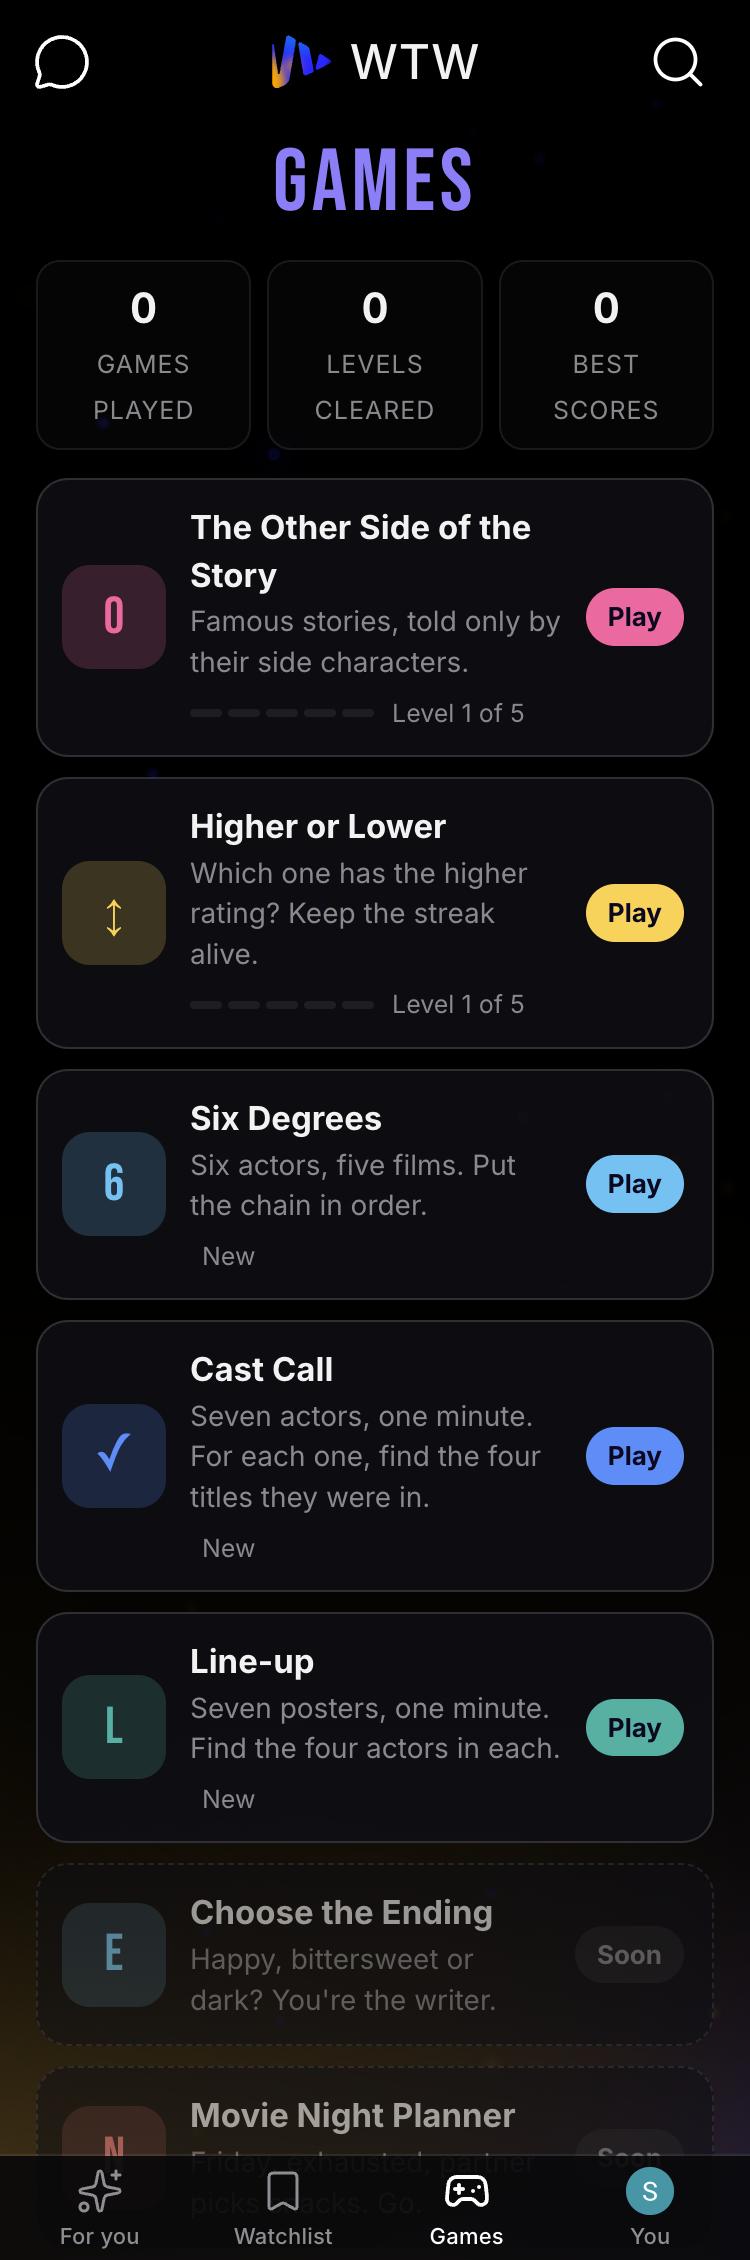 WTW
GAMES
0
GAMES
PLAYED
0
LEVELS
CLEARED
0
BEST
SCORES
The Other Side of the
Story
O
Famous stories, told only by
their side characters.
Play
Level 1 of 5
Higher or Lower
Which one has the higher
rating? Keep the streak
alive.
↕
Play
Level 1 of 5
Six Degrees
6
Six actors, five films. Put
the chain in order.
Play
New
Cast Call
Seven actors, one minute.
For each one, find the four
titles they were in.
✓
Play
New
Line-up
L
Seven posters, one minute.
Find the four actors in each.
Play
New
Choose the Ending
E
Happy, bittersweet or
dark? You're the writer.
Soon
Movie Night Planner
N
Friday, exhausted, partner
picks Go.
Soon
For you
Watchlist
Games
S
You